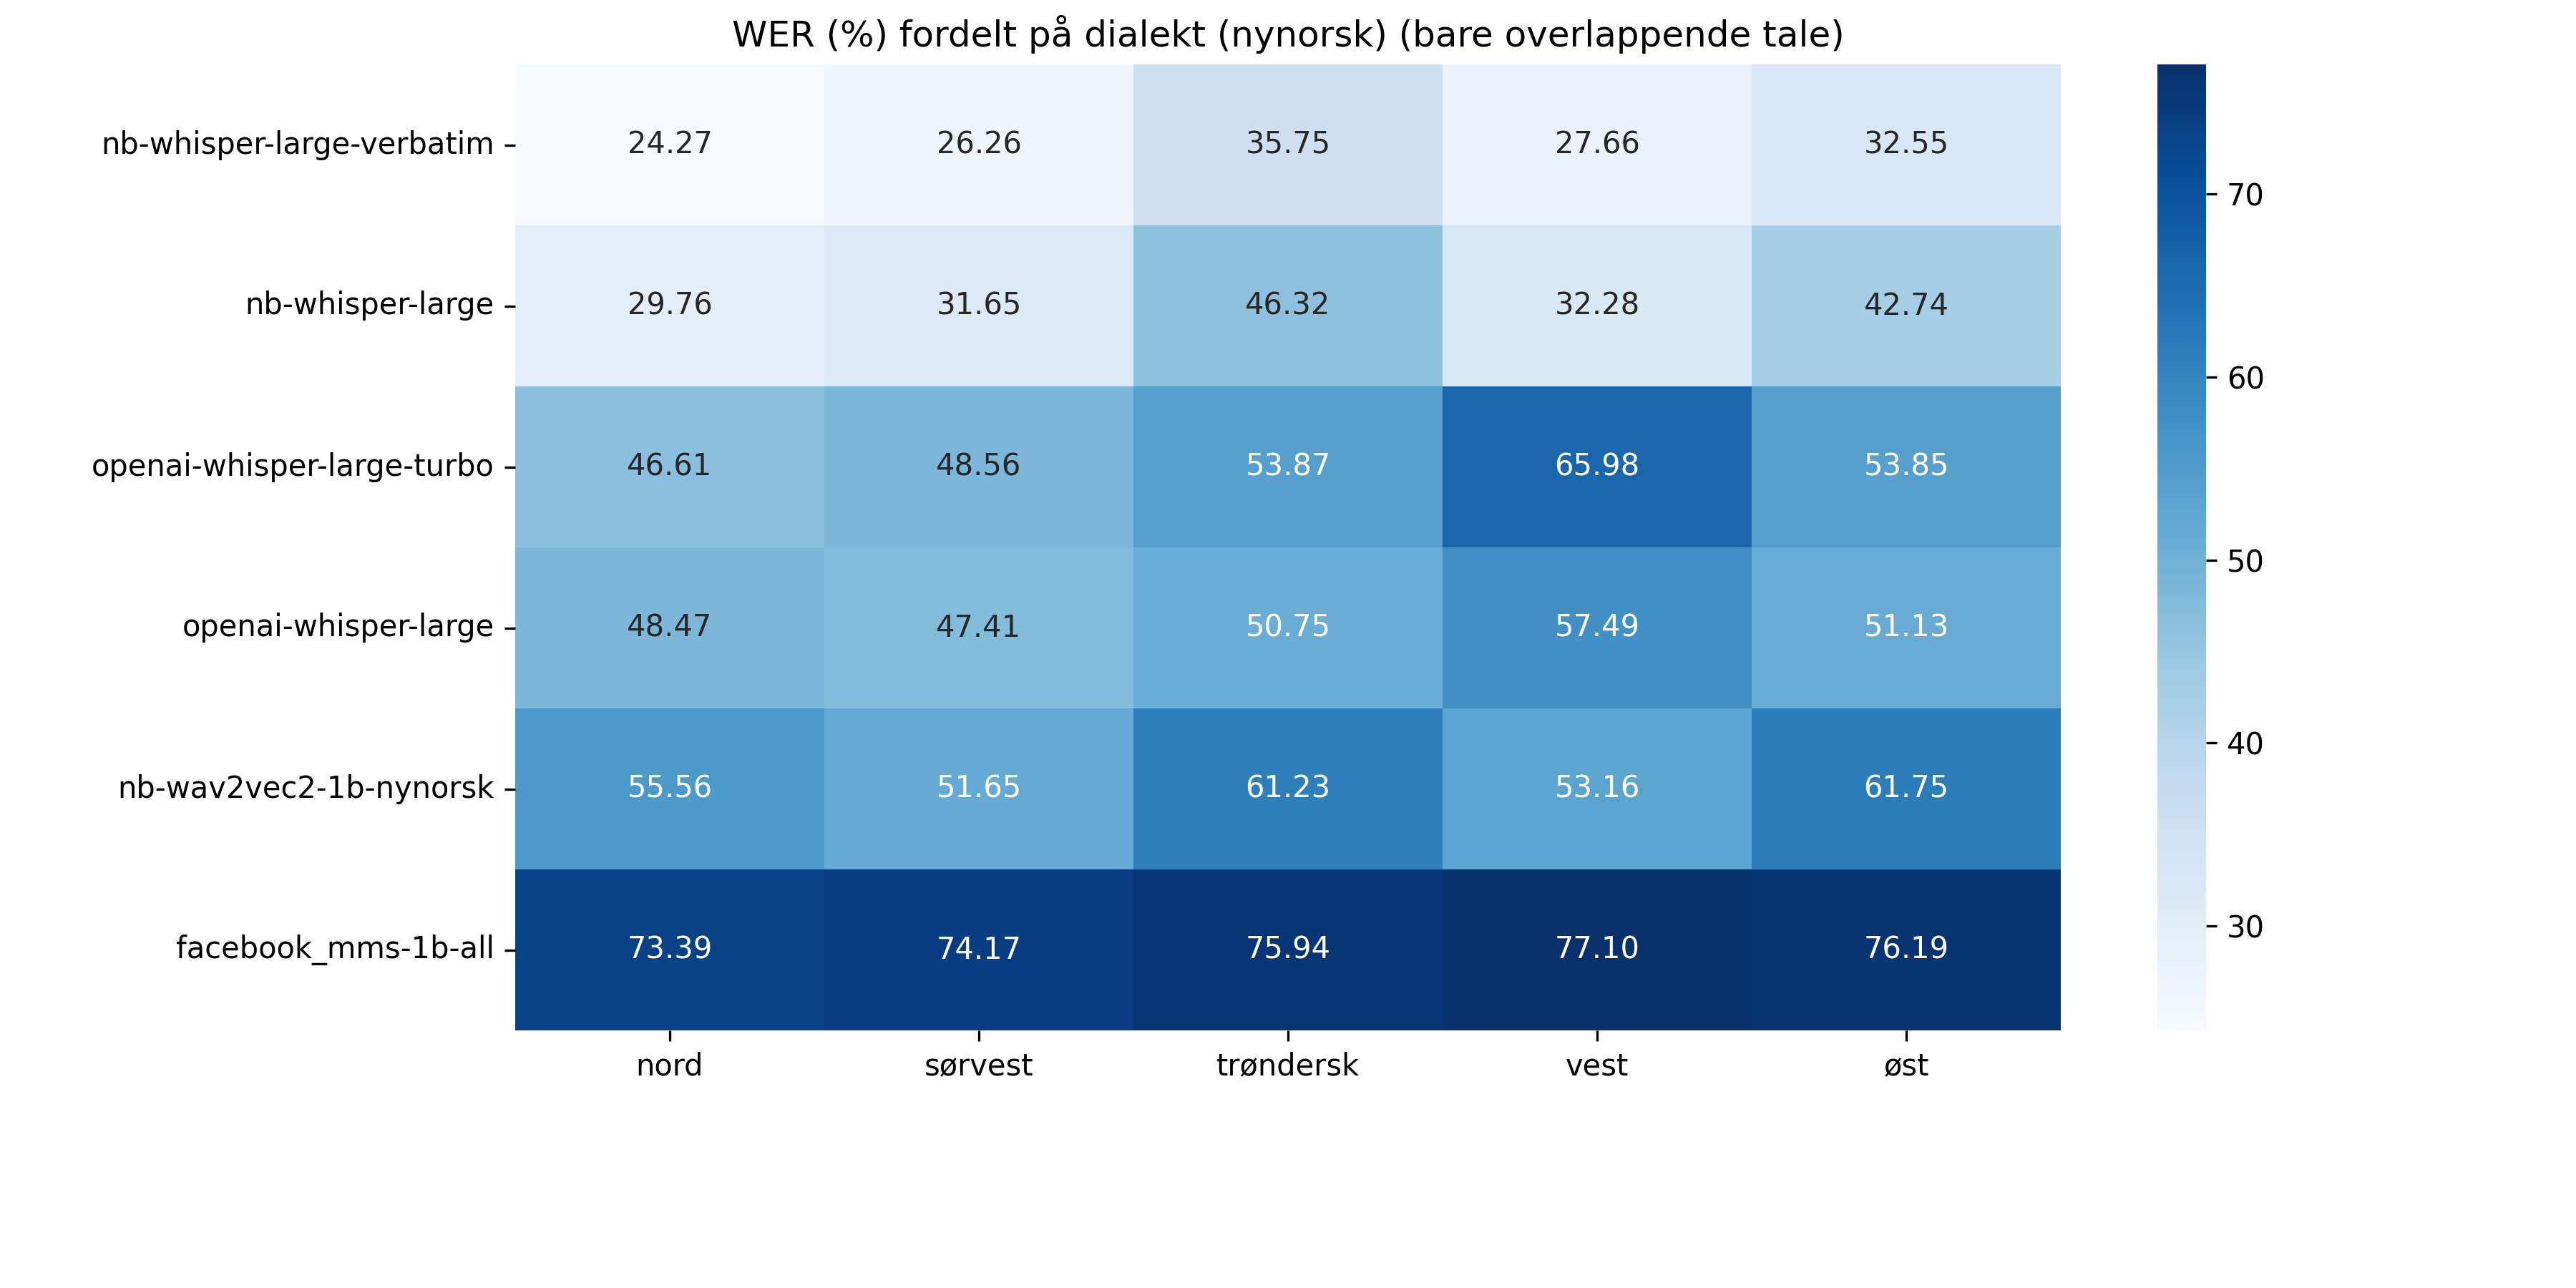 WER (%) fordelt på dialekt (nynorsk) (bare overlappende tale)
nb-whisper-large-verbatim 24.27 26.26 35.75 27.66 32.55
nb-whisper-large 29.76 31.65 46.32 32.28 42.74
openai-whisper-large-turbo 46.61 48.56 53.87 65.98 53.85
openai-whisper-large 48.47 47.41 50.75 57.49 51.13
nb-wav2vec2-1b-nynorsk 55.56 51.65 61.23 53.16 61.75
facebook_mms-1b-all 73.39 74.17 75.94 77.10 76.19
nord sørvest trøndersk vest øst
70
60
50
40
30